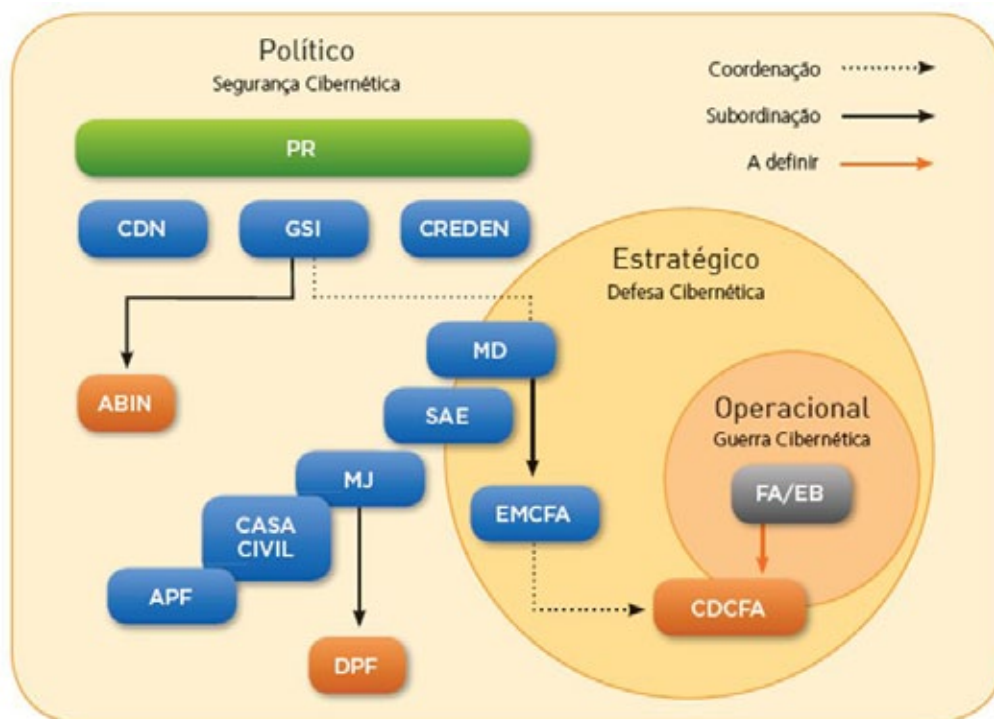 Político
Segurança Cibernética
Coordenação
Subordinação
A definir
PR
CDN
GSI
CREDEN
Estratégico
Defesa Cibernética
MD
ABIN
SAE
Operacional
Guerra Cibernética
MJ
FA/EB
EMCFA
CASA
CIVIL
APF
CDCFA
DPF